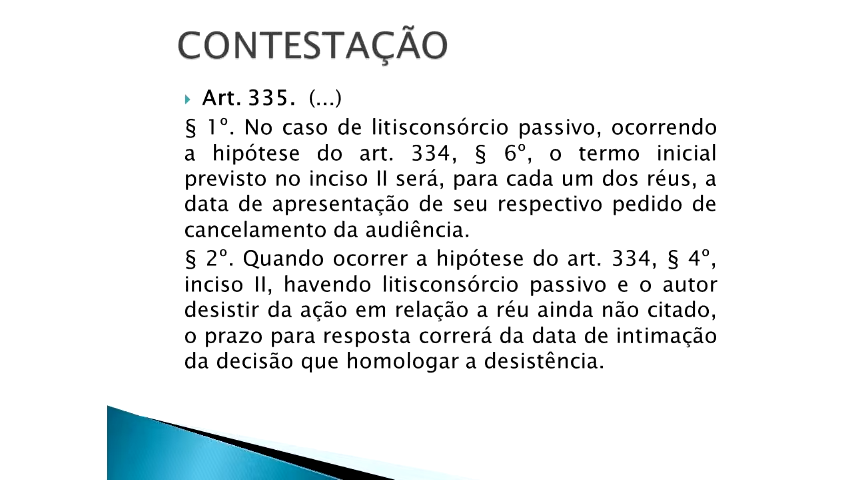 CONTESTAÇÃO
Art. 335. (...)
§ 1º. No caso de litisconsórcio passivo, ocorrendo
a hipótese do art. 334, § 6º, o termo inicial
previsto no inciso II será, para cada um dos réus, a
data de apresentação de seu respectivo pedido de
cancelamento da audiência.
§ 2º. Quando ocorrer a hipótese do art. 334, § 4º,
inciso II, havendo litisconsórcio passivo e o autor
desistir da ação em relação a réu ainda não citado,
o prazo para resposta correrá da data de intimação
da decisão que homologar a desistência.